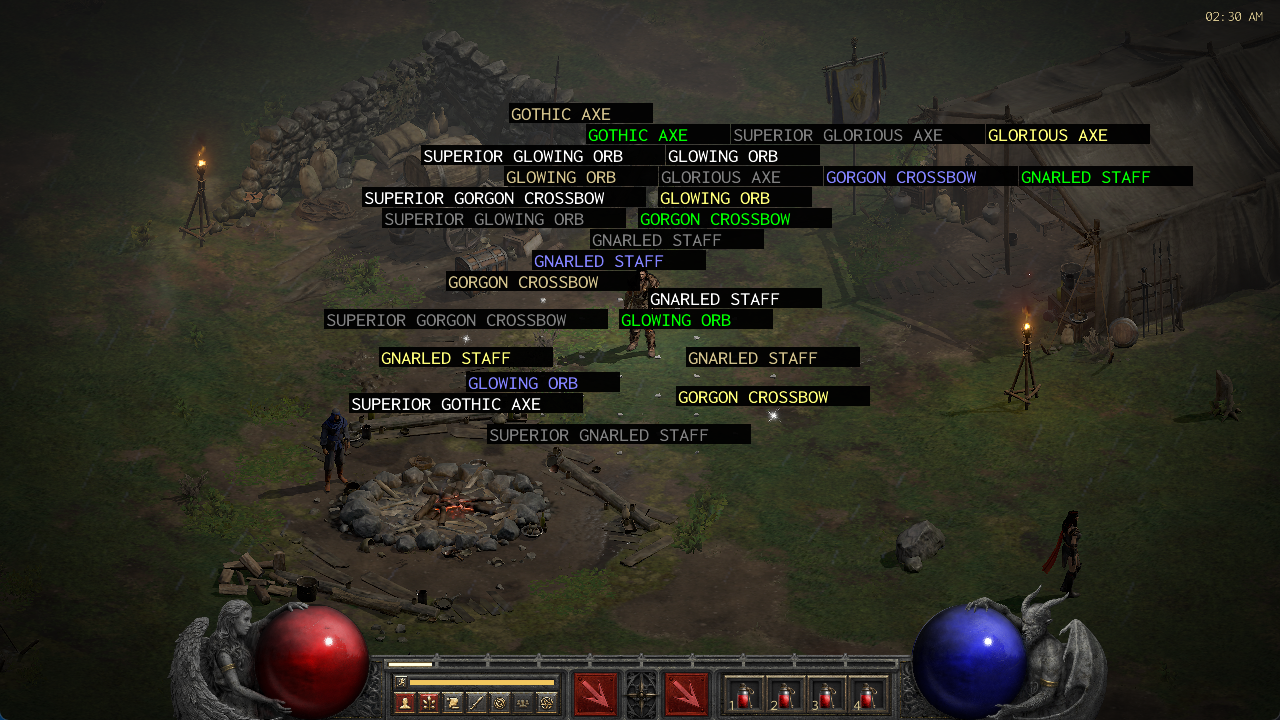 02:30 AM
GOTHIC AXE
GOTHIC AXE SUPERIOR GLORIOUS AXE GLORIOUS AXE
SUPERIOR GLOWING ORB GLOWING ORB
GLOWING ORB GLORIOUS AXE GORGON CROSSBOW GNARLED STAFF
SUPERIOR GORGON CROSSBOW GLOWING ORB
SUPERIOR GLOWING ORB GORGON CROSSBOW
GNARLED STAFF
GNARLED STAFF
GORGON CROSSBOW
GNARLED STAFF
SUPERIOR GORGON CROSSBOW GLOWING ORB
GNARLED STAFF GNARLED STAFF
GLOWING ORB
GORGON CROSSBOW
SUPERIOR GOTHIC AXE
SUPERIOR GNARLED STAFF
1 2 3 4